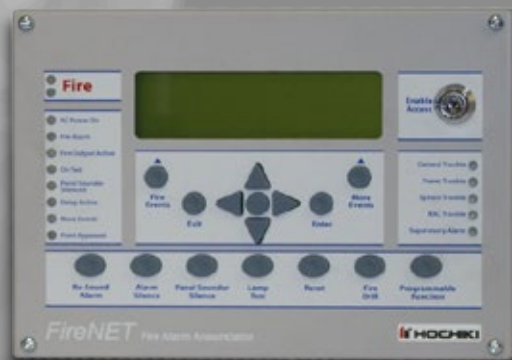 Fire
AC Power On
Pre-Alarm
Fire Output Active
On Test
Panel Sounder
Silenced
Delay Active
More Events
Point Bypassed
Enable
Access
General Trouble
Power Trouble
System Trouble
NAC Trouble
Supervisory Alarm
Fire
Events
Exit
Enter
More
Events
Re-Sound
Alarm
Alarm
Silence
Panel Sounder
Silence
Lamp
Test
Reset
Fire
Drill
Programmable
Function
FireNET Fire Alarm Annunciator
HOCHIKI